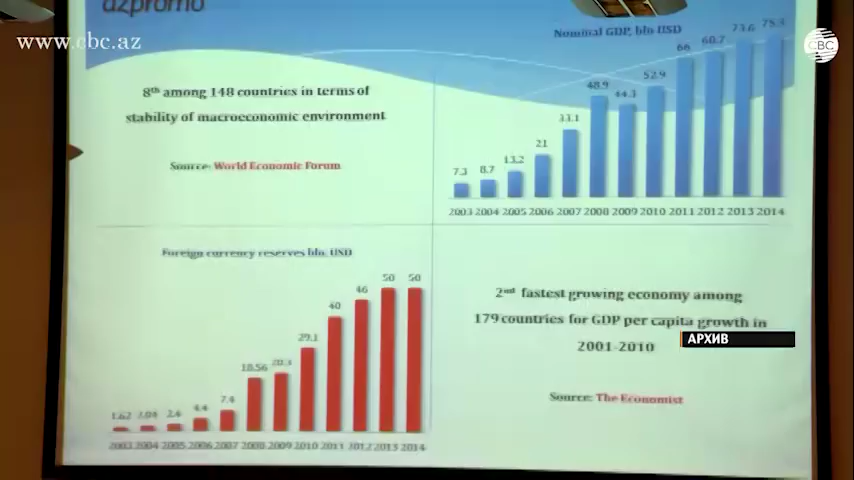 azpromo
www.cbc.az
CBC
8th among 148 countries in terms of
stability of macroeconomic environment
Source: World Economic Forum
Nominal GDP, bln USD
7.3 8.7 13.2 21 33.1 48.9 44.3 52.9 66 69.7 73.6 75.3
2003 2004 2005 2006 2007 2008 2009 2010 2011 2012 2013 2014
Foreign currency reserves bln. USD
1.62 2.04 2.4 4.4 7.4 18.56 20.3 29.1 40 46 50 50
2003 2004 2005 2006 2007 2008 2009 2010 2011 2012 2013 2014
2nd fastest growing economy among
179 countries for GDP per capita growth in
2001-2010
Source: The Economist
АРХИВ